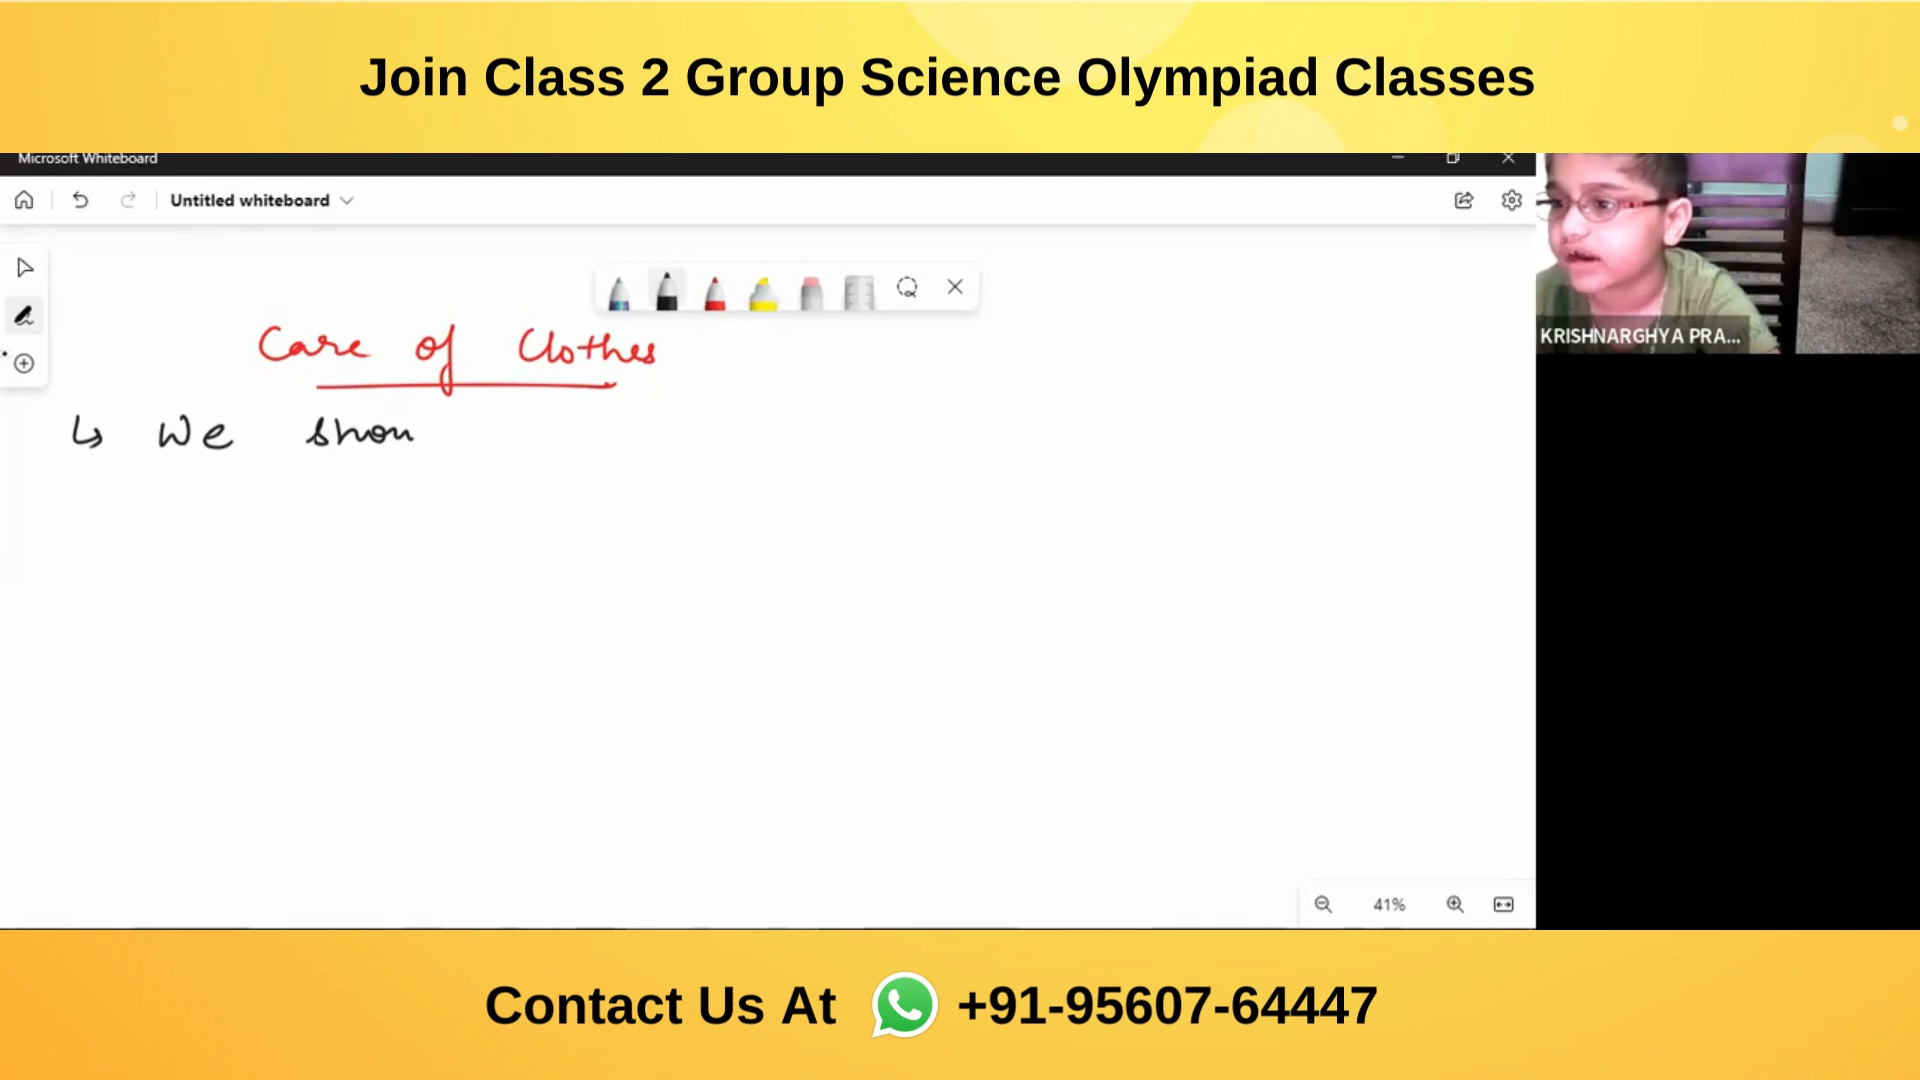 Join Class 2 Group Science Olympiad Classes
Microsoft Whiteboard
Untitled whiteboard
Care of Clothes
↳ We shou
KRISHNARGHYA PRA...
41%
Contact Us At +91-95607-64447